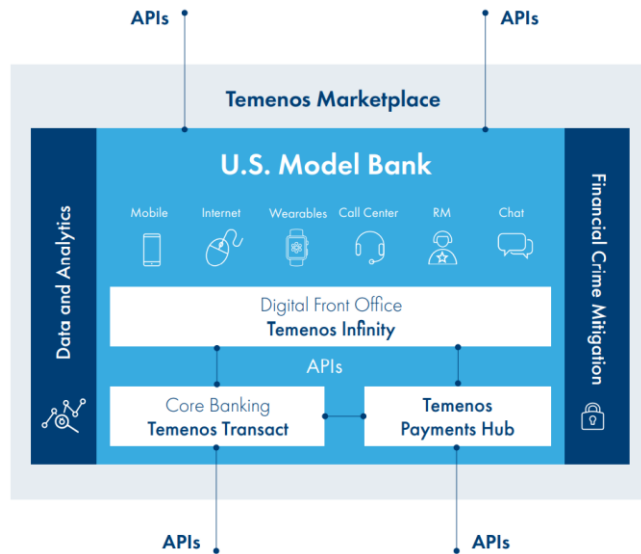 APIs
APIs
Temenos Marketplace
U.S. Model Bank
Mobile
Internet
Wearables
Call Center
RM
Chat
Data and Analytics
Financial Crime Mitigation
Digital Front Office
Temenos Infinity
APIs
Core Banking
Temenos Transact
Temenos
Payments Hub
APIs
APIs